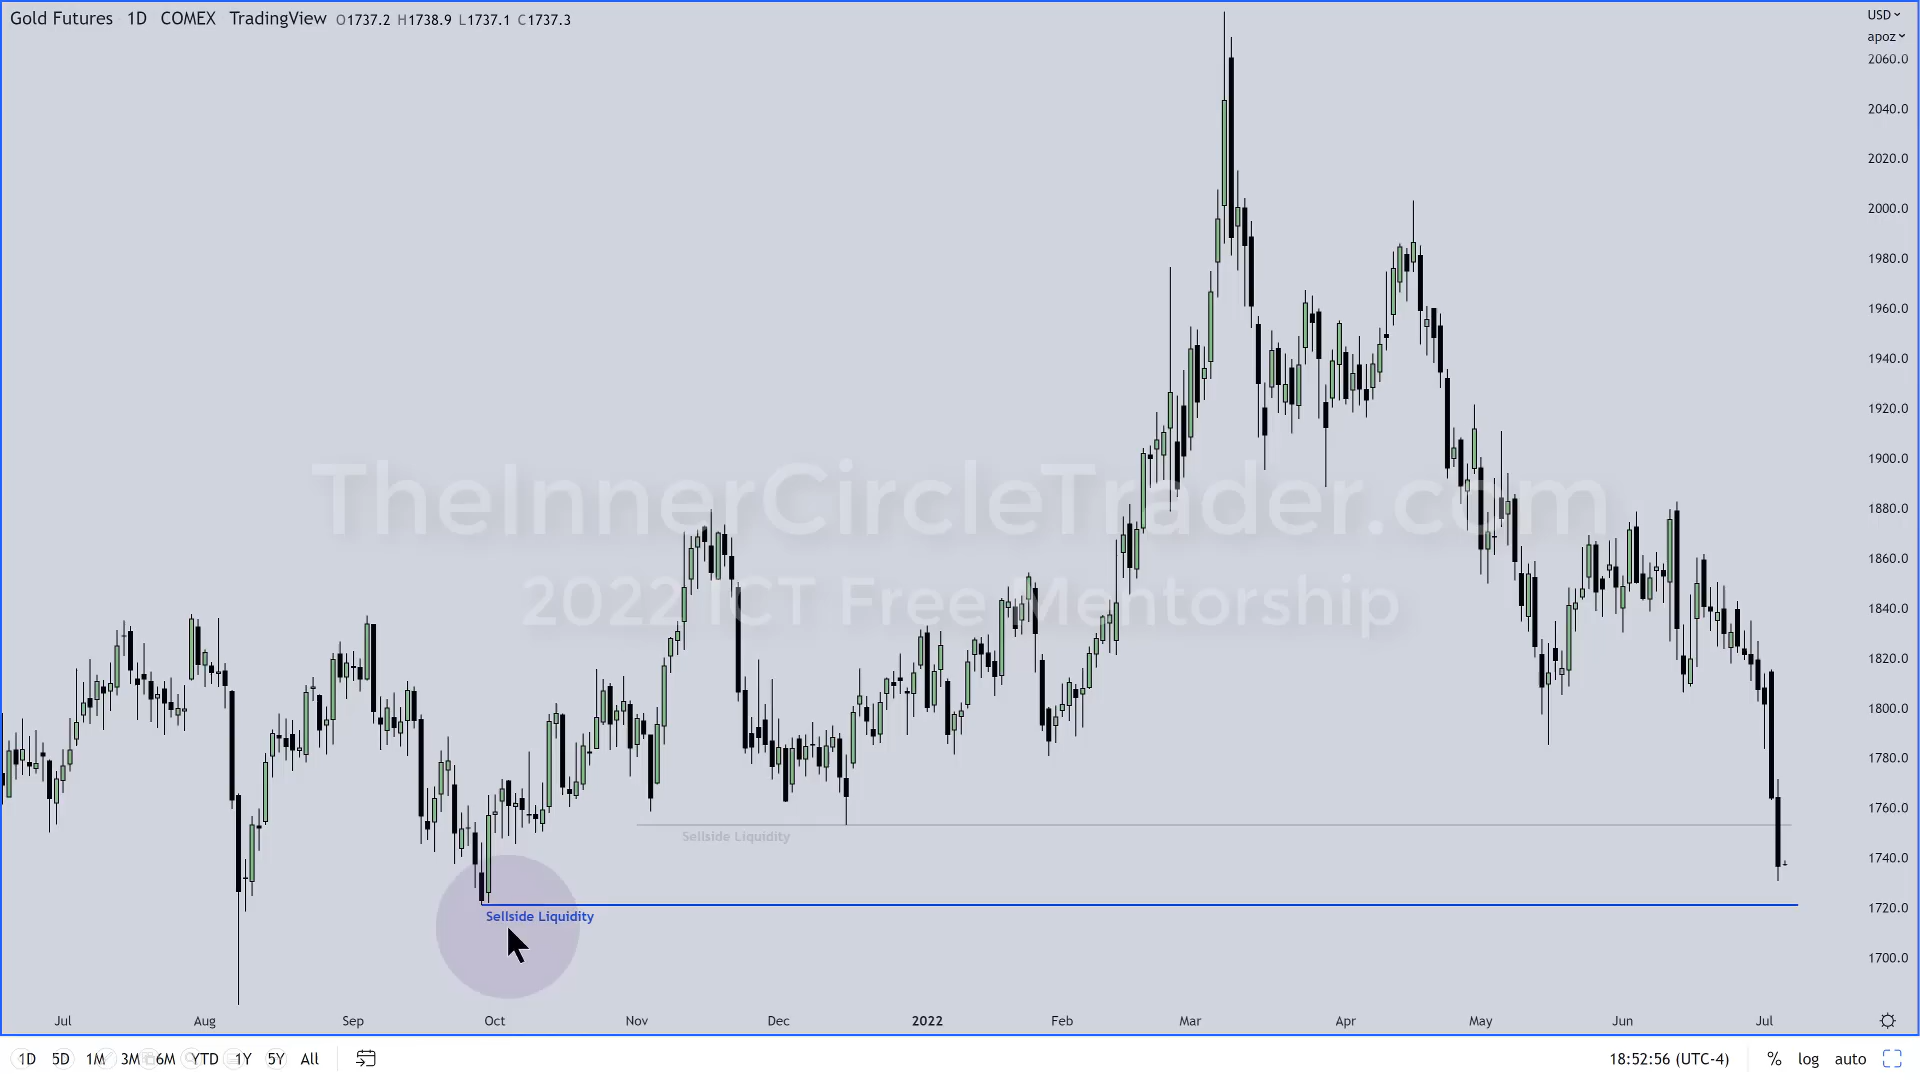 Gold Futures 1D COMEX TradingView O1737.2 H1738.9 L1737.1 C1737.3
USD
apoz
2060.0
2040.0
2020.0
2000.0
1980.0
1960.0
1940.0
1920.0
1900.0
1880.0
1860.0
1840.0
1820.0
1800.0
1780.0
1760.0
1740.0
1720.0
1700.0
TheInnerCircleTrader.com
2022 ICT Free Mentorship
Sellside Liquidity
Sellside Liquidity
Jul Aug Sep Oct Nov Dec 2022 Feb Mar Apr May Jun Jul
1D 5D 1M 3M 6M YTD 1Y 5Y All 18:52:56 (UTC-4) % log auto